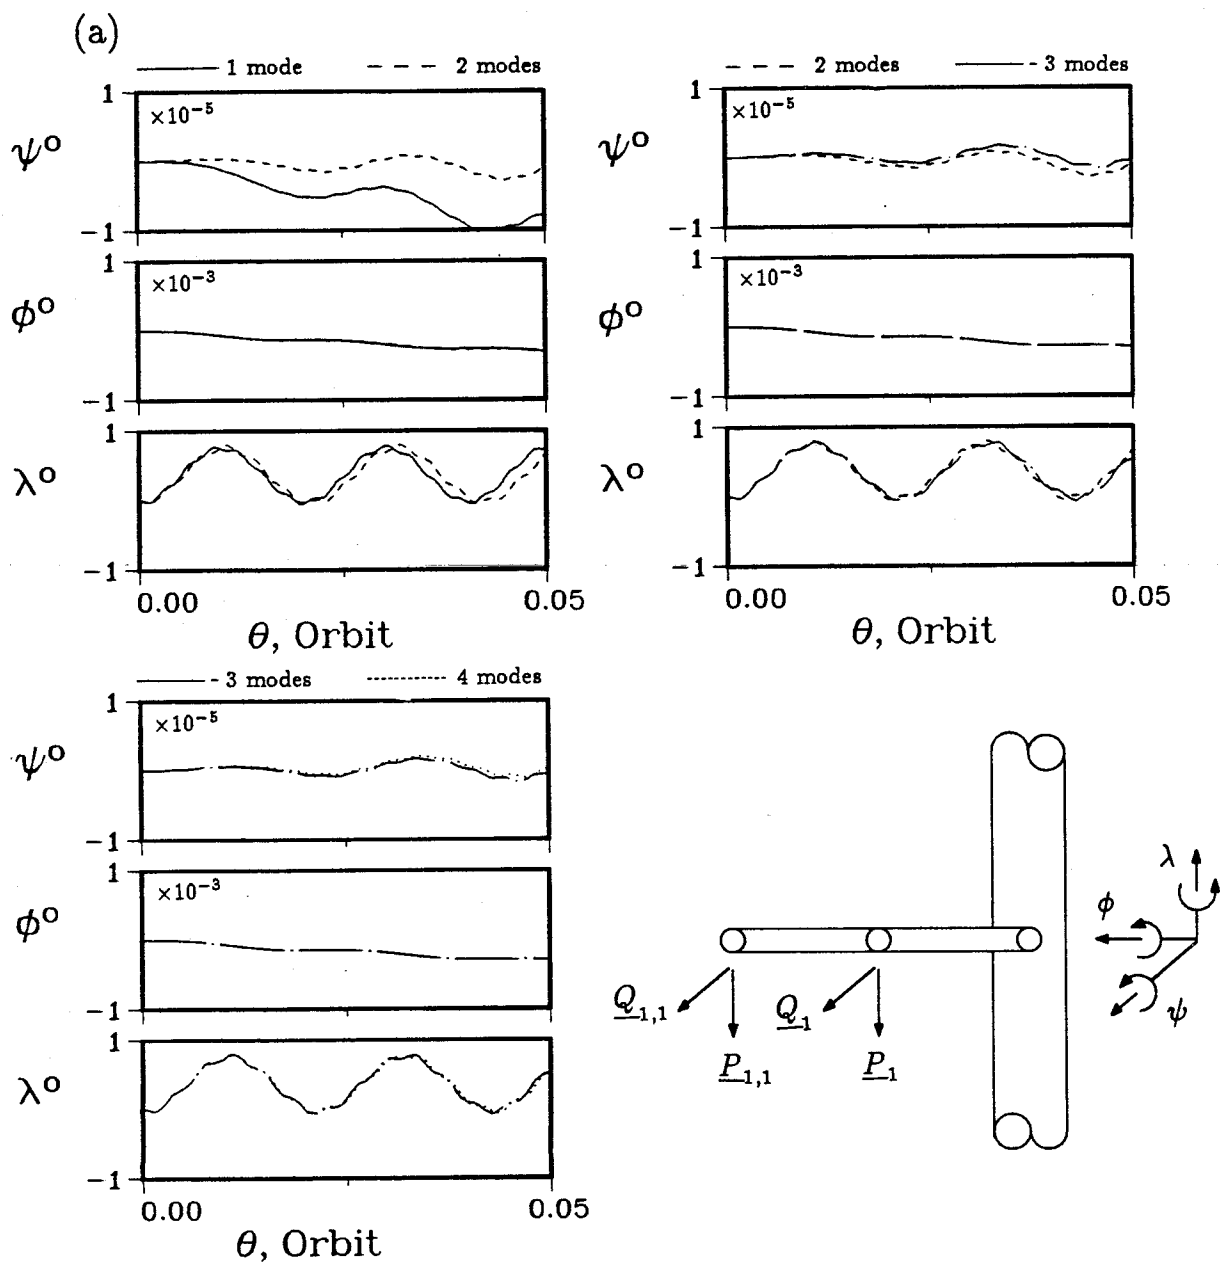 (a)
1 mode 2 modes
1
×10⁻⁵
ψ°
−1
1
×10⁻³
ϕ°
−1
1
λ°
−1
0.00 0.05
θ, Orbit
2 modes 3 modes
1
×10⁻⁵
ψ°
−1
1
×10⁻³
ϕ°
−1
1
λ°
−1
0.00 0.05
θ, Orbit
3 modes 4 modes
1
×10⁻⁵
ψ°
−1
1
×10⁻³
ϕ°
−1
1
λ°
−1
0.00 0.05
θ, Orbit
λ
ϕ
ψ
Q₁,₁ Q₁
P₁,₁ P₁